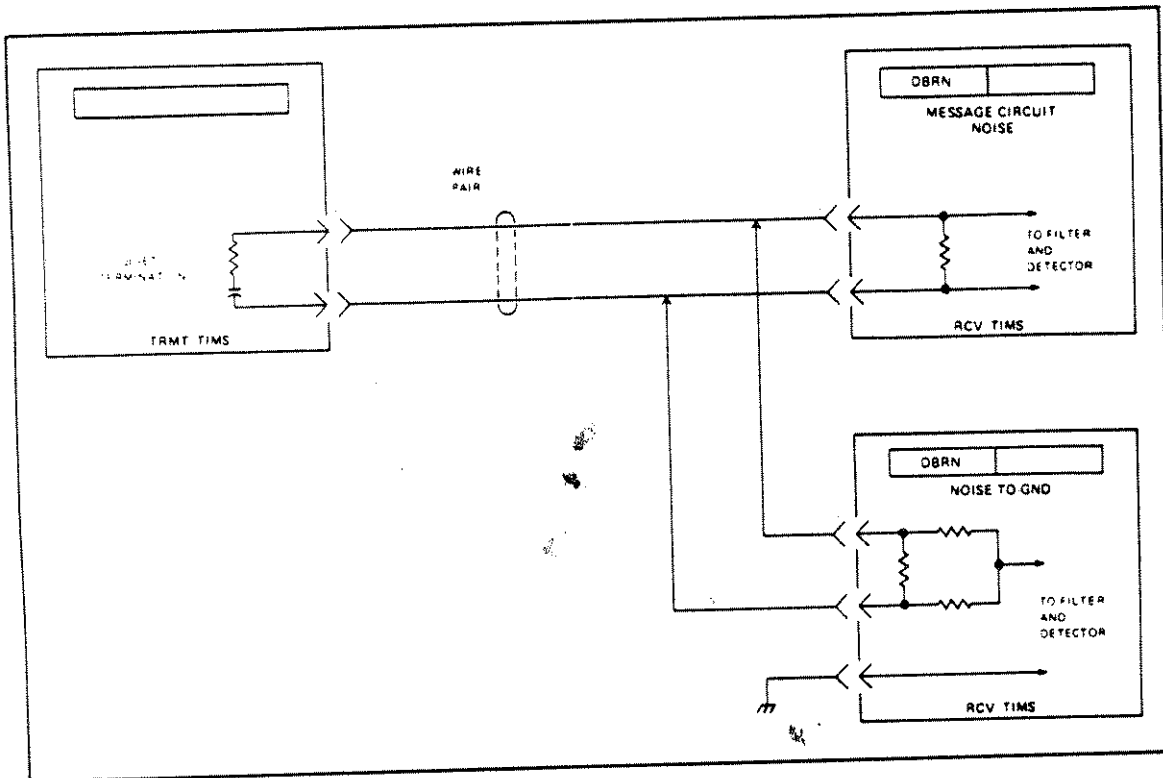 DBRN
MESSAGE CIRCUIT
NOISE
WIRE
PAIR
TO FILTER
AND
DETECTOR
TERMINATION
TRMT TIMS
RCV TIMS
DBRN
NOISE TO GND
TO FILTER
AND
DETECTOR
RCV TIMS